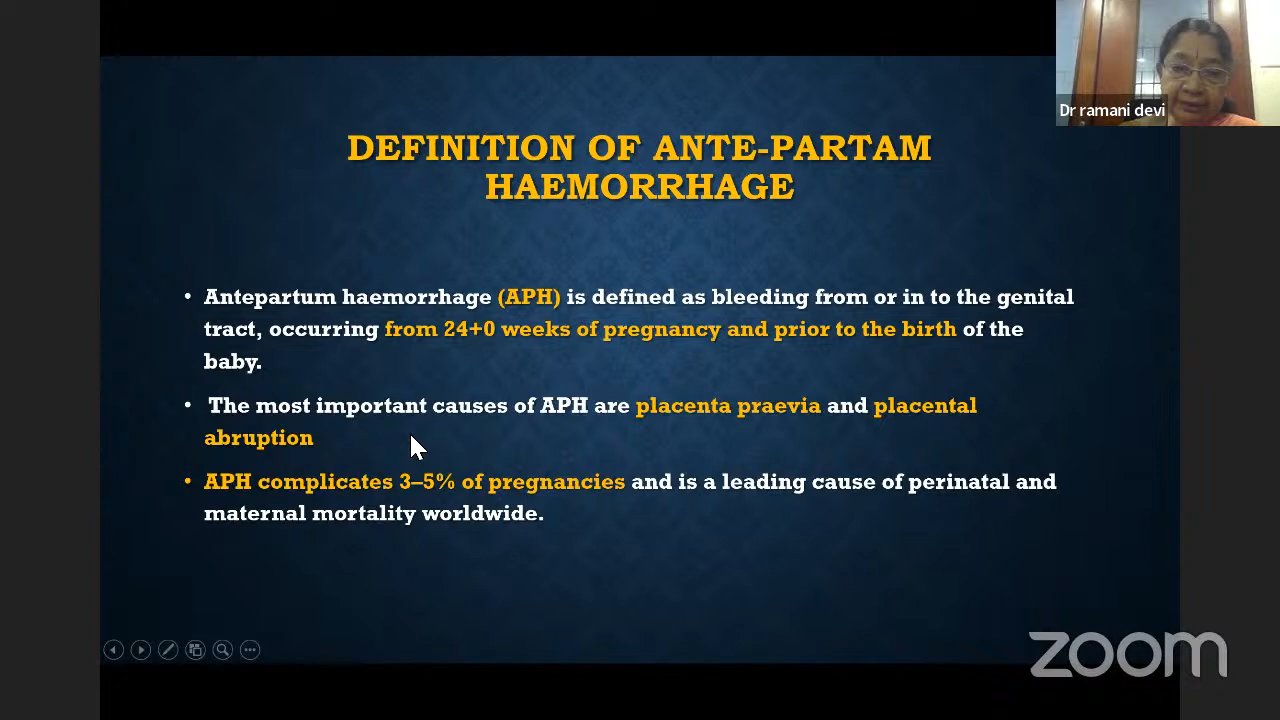 Dr ramani devi
DEFINITION OF ANTE-PARTAM
HAEMORRHAGE
• Antepartum haemorrhage (APH) is defined as bleeding from or in to the genital
tract, occurring from 24+0 weeks of pregnancy and prior to the birth of the
baby.
• The most important causes of APH are placenta praevia and placental
abruption
• APH complicates 3–5% of pregnancies and is a leading cause of perinatal and
maternal mortality worldwide.
zoom